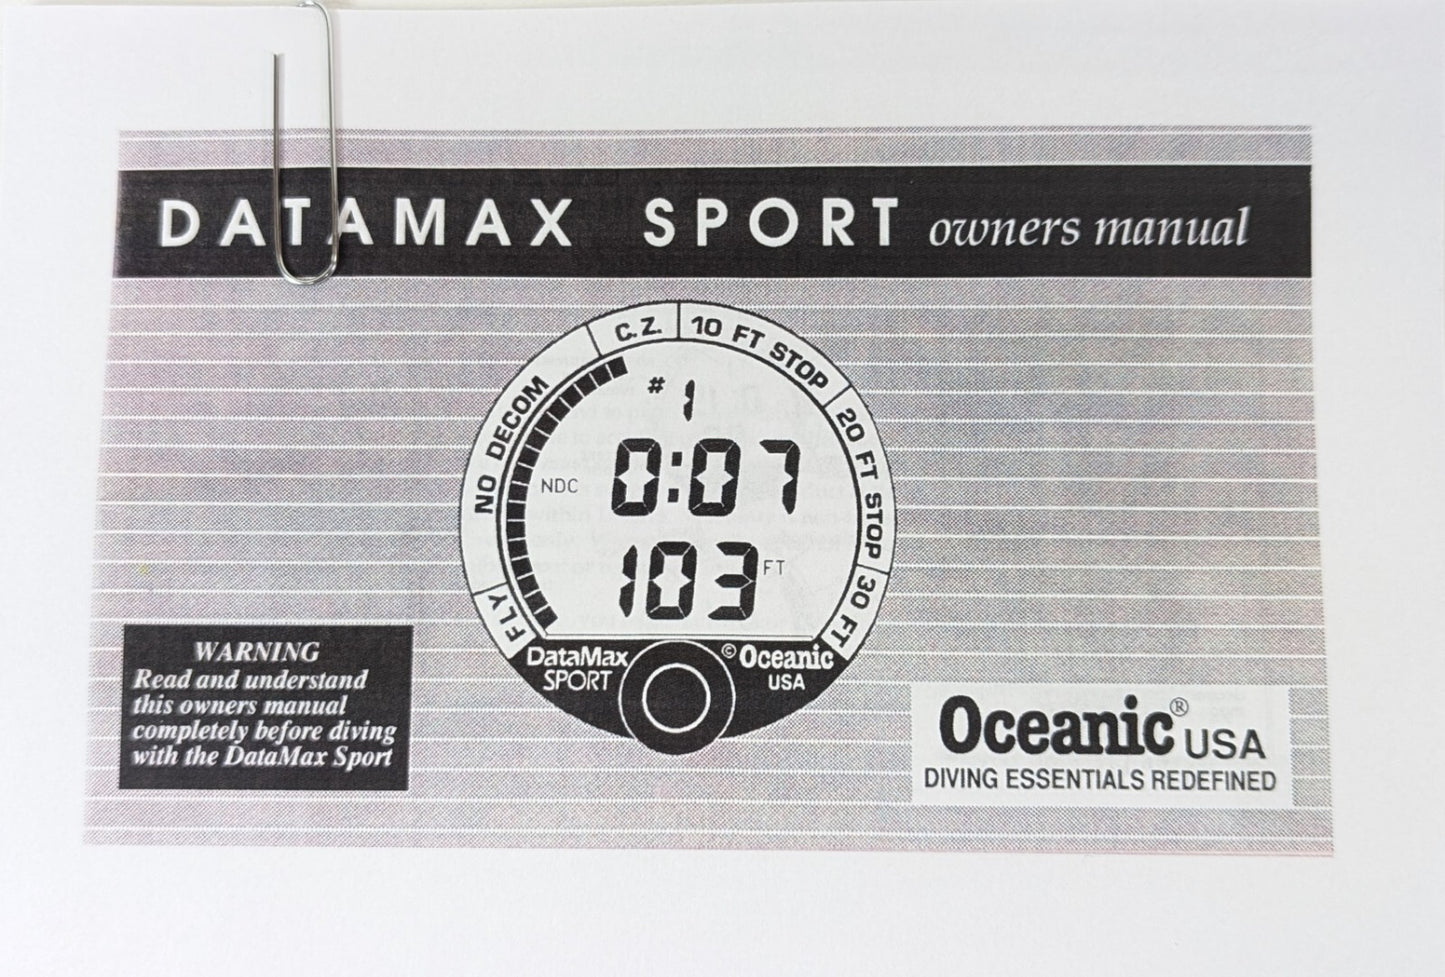 DATAMAX SPORT owners manual
C.Z.
10 FT STOP
NO DECOM
20 FT STOP
# 1
NDC 0:07
103 FT
FLY
30 FT
DataMax
SPORT
© Oceanic
USA
WARNING
Read and understand
this owners manual
completely before diving
with the DataMax Sport
Oceanic® USA
DIVING ESSENTIALS REDEFINED